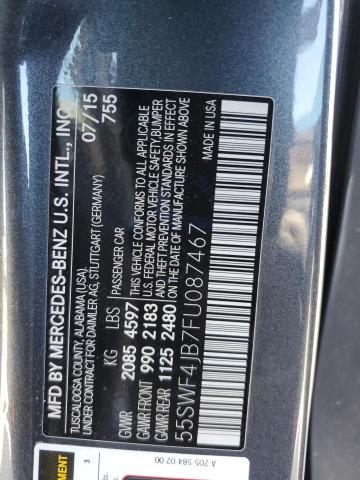 MFD BY MERCEDES-BENZ U.S. INTL., INC.
TUSCALOOSA COUNTY, ALABAMA (USA)
UNDER CONTRACT FOR DAIMLER AG, STUTTGART (GERMANY)
07/15
755
PASSENGER CAR
KG LBS
GVWR 2085 4597
GAWR 990 2183
GAWR 1125 2480
THIS VEHICLE CONFORMS TO ALL APPLICABLE
U.S. FEDERAL MOTOR VEHICLE SAFETY, BUMPER
AND THEFT PREVENTION STANDARDS IN EFFECT
ON THE DATE OF MANUFACTURE SHOWN ABOVE
55SWF4JB7FU087467
MADE IN USA
A 205 584 02 00
3